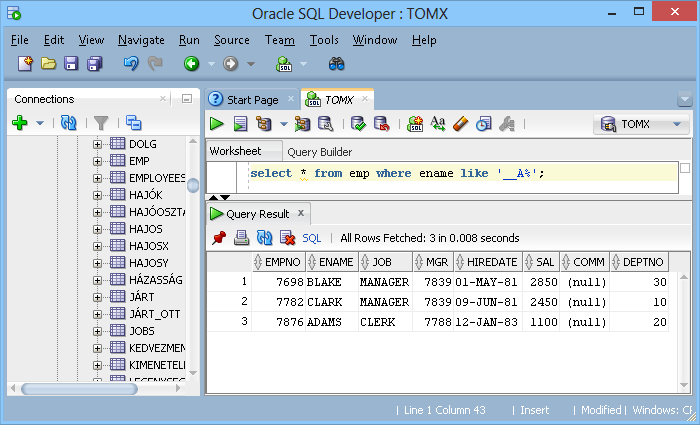 Oracle SQL Developer : TOMX
File Edit View Navigate Run Source Team Tools Window Help
Connections
DOLG
EMP
EMPLOYEES
HAJÓK
HAJÓOSZTA
HAJOS
HAJOSX
HAJOSY
HÁZASSÁG
JÁRT
JÁRT_OTT
JOBS
KEDVEZMEN
KIMENETELI
LEGENYSEG
Start Page
TOMX
SQL
TOMX
Worksheet Query Builder
select * from emp where ename like '__A%';
Query Result x
SQL | All Rows Fetched: 3 in 0.008 seconds
EMPNO ENAME JOB MGR HIREDATE SAL COMM DEPTNO
1 7698 BLAKE MANAGER 7839 01-MAY-81 2850 (null) 30
2 7782 CLARK MANAGER 7839 09-JUN-81 2450 (null) 10
3 7876 ADAMS CLERK 7788 12-JAN-83 1100 (null) 20
| Line 1 Column 43 | Insert | Modified | Windows: CR